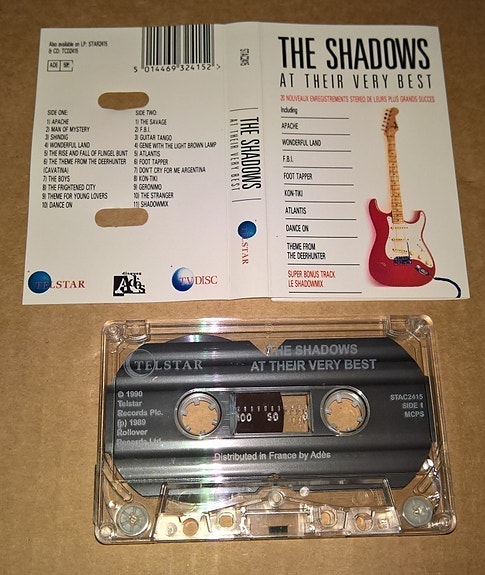 Also available on LP: STAR2415
& CD: TCD2415
ADE
5 014469 324152 >
SIDE ONE:
1) APACHE
2) MAN OF MYSTERY
3) SHINDIG
4) WONDERFUL LAND
5) THE RISE AND FALL OF FLINGEL BUNT
6) THE THEME FROM THE DEERHUNTER
(CAVATINA)
7) THE BOYS
8) THE FRIGHTENED CITY
9) THEME FOR YOUNG LOVERS
10) DANCE ON
SIDE TWO:
1) THE SAVAGE
2) F.B.I.
3) GUITAR TANGO
4) GENIE WITH THE LIGHT BROWN LAMP
5) ATLANTIS
6) FOOT TAPPER
7) DON'T CRY FOR ME ARGENTINA
8) KON-TIKI
9) GERONIMO
10) THE STRANGER
11) SHADOWMIX
TELSTAR
disques
Adès
TV DISC
STAC2415
THE SHADOWS
AT THEIR VERY BEST
TELSTAR
THE SHADOWS
AT THEIR VERY BEST
20 NOUVEAUX ENREGISTREMENTS STEREO DE LEURS PLUS GRANDS SUCCES
Including
APACHE
WONDERFUL LAND
F.B.I.
FOOT TAPPER
KON-TIKI
ATLANTIS
DANCE ON
THEME FROM
THE DEERHUNTER
SUPER BONUS TRACK
LE SHADOWMIX
TELSTAR
THE SHADOWS
AT THEIR VERY BEST
© 1990
Telstar
Records Plc.
(p) 1989
Rollover
Records Ltd.
STAC2415
SIDE 1
MCPS
100
50
Distributed in France by Adès